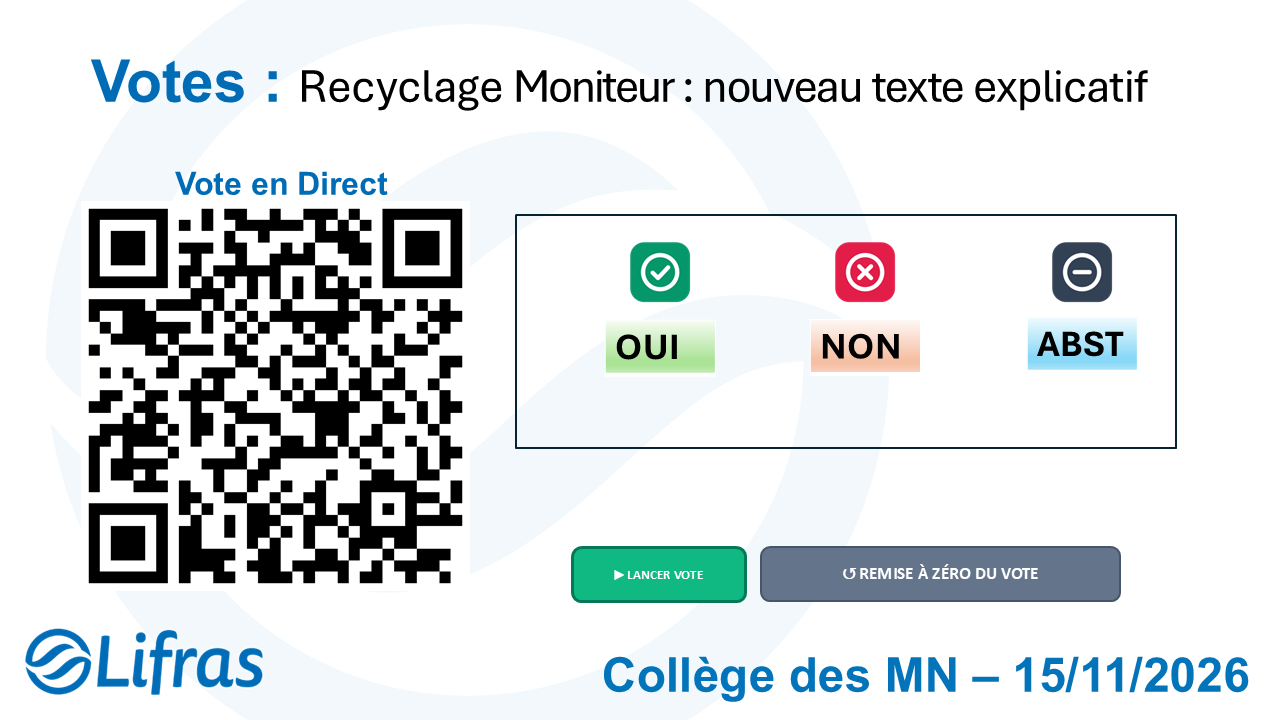 Votes : Recyclage Moniteur : nouveau texte explicatif
Vote en Direct
OUI
NON
ABST
▶ LANCER VOTE
↺ REMISE À ZÉRO DU VOTE
Lifras
Collège des MN – 15/11/2026